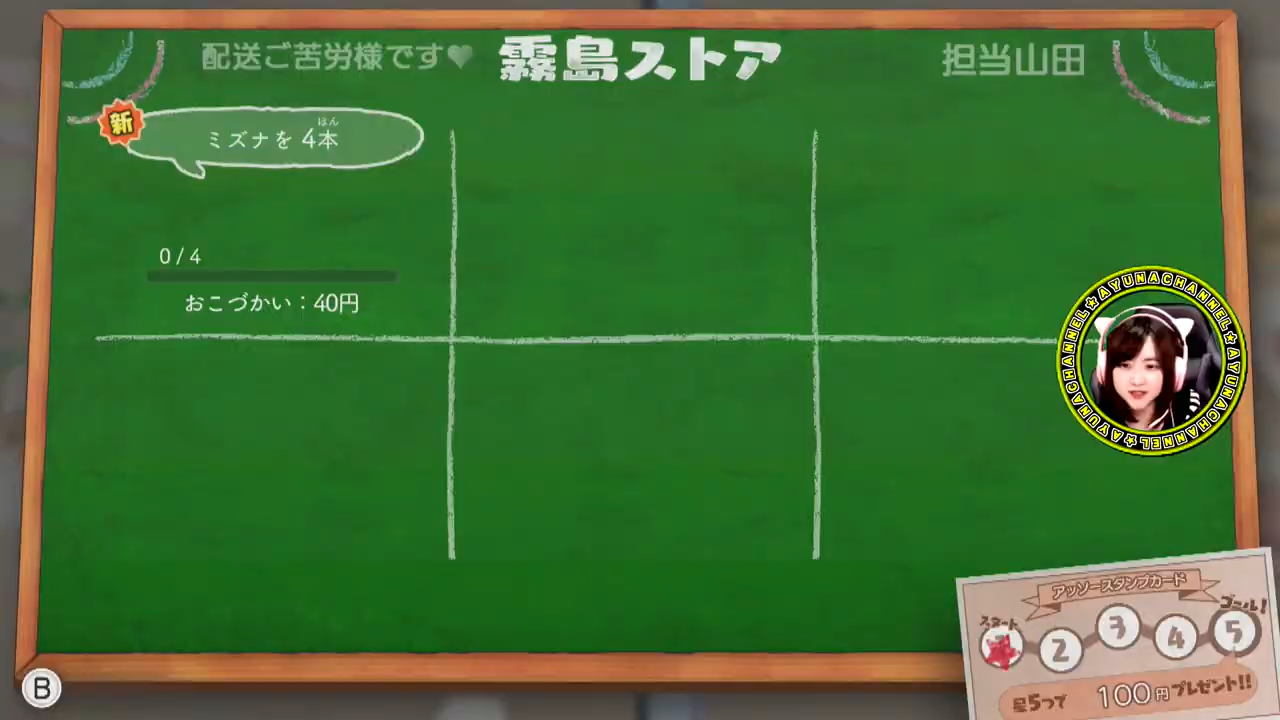 配送ご苦労様です♥
霧島ストア
担当山田
新
ミズナを 4本
ほん
0/4
おこづかい：40円
AYUNACHANNEL★AYUNACHANNEL★AYUNACHANNEL★
アッソースタンプカード
スタート
ゴール!
2
3
4
5
星5つで 100円プレゼント!!
B